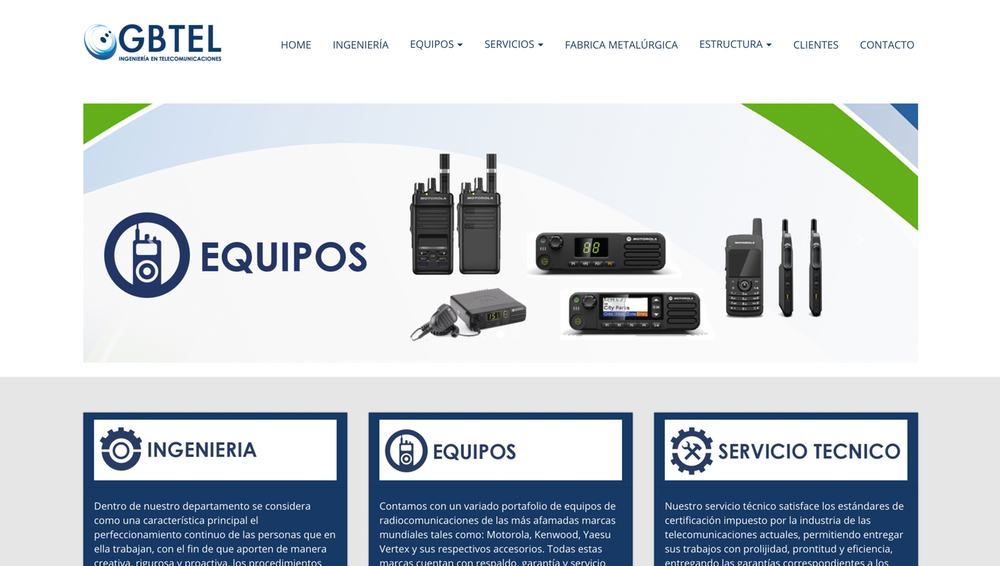 GBTEL
INGENIERÍA EN TELECOMUNICACIONES
HOME INGENIERÍA EQUIPOS SERVICIOS FABRICA METALÚRGICA ESTRUCTURA CLIENTES CONTACTO
EQUIPOS
MOTOROLA MOTOROLA
MOTOROLA
88
MOTOROLA
City Parks
MOTOROLA
INGENIERIA
Dentro de nuestro departamento se considera
como una característica principal el
perfeccionamiento continuo de las personas que en
ella trabajan, con el fin de que aporten de manera
creativa, rigurosa y proactiva, los procedimientos
EQUIPOS
Contamos con un variado portafolio de equipos de
radiocomunicaciones de las más afamadas marcas
mundiales tales como: Motorola, Kenwood, Yaesu
Vertex y sus respectivos accesorios. Todas estas
marcas cuentan con respaldo, garantía y servicio
SERVICIO TECNICO
Nuestro servicio técnico satisface los estándares de
certificación impuesto por la industria de las
telecomunicaciones actuales, permitiendo entregar
sus trabajos con prolijidad, prontitud y eficiencia,
entregando las garantías correspondientes a los